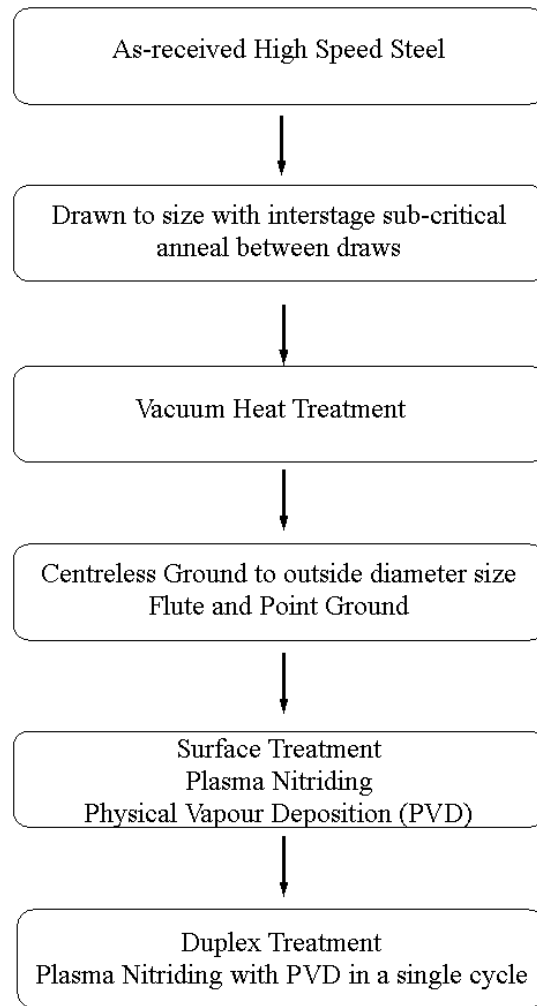 As-received High Speed Steel
Drawn to size with interstage sub-critical
anneal between draws
Vacuum Heat Treatment
Centreless Ground to outside diameter size
Flute and Point Ground
Surface Treatment
Plasma Nitriding
Physical Vapour Deposition (PVD)
Duplex Treatment
Plasma Nitriding with PVD in a single cycle